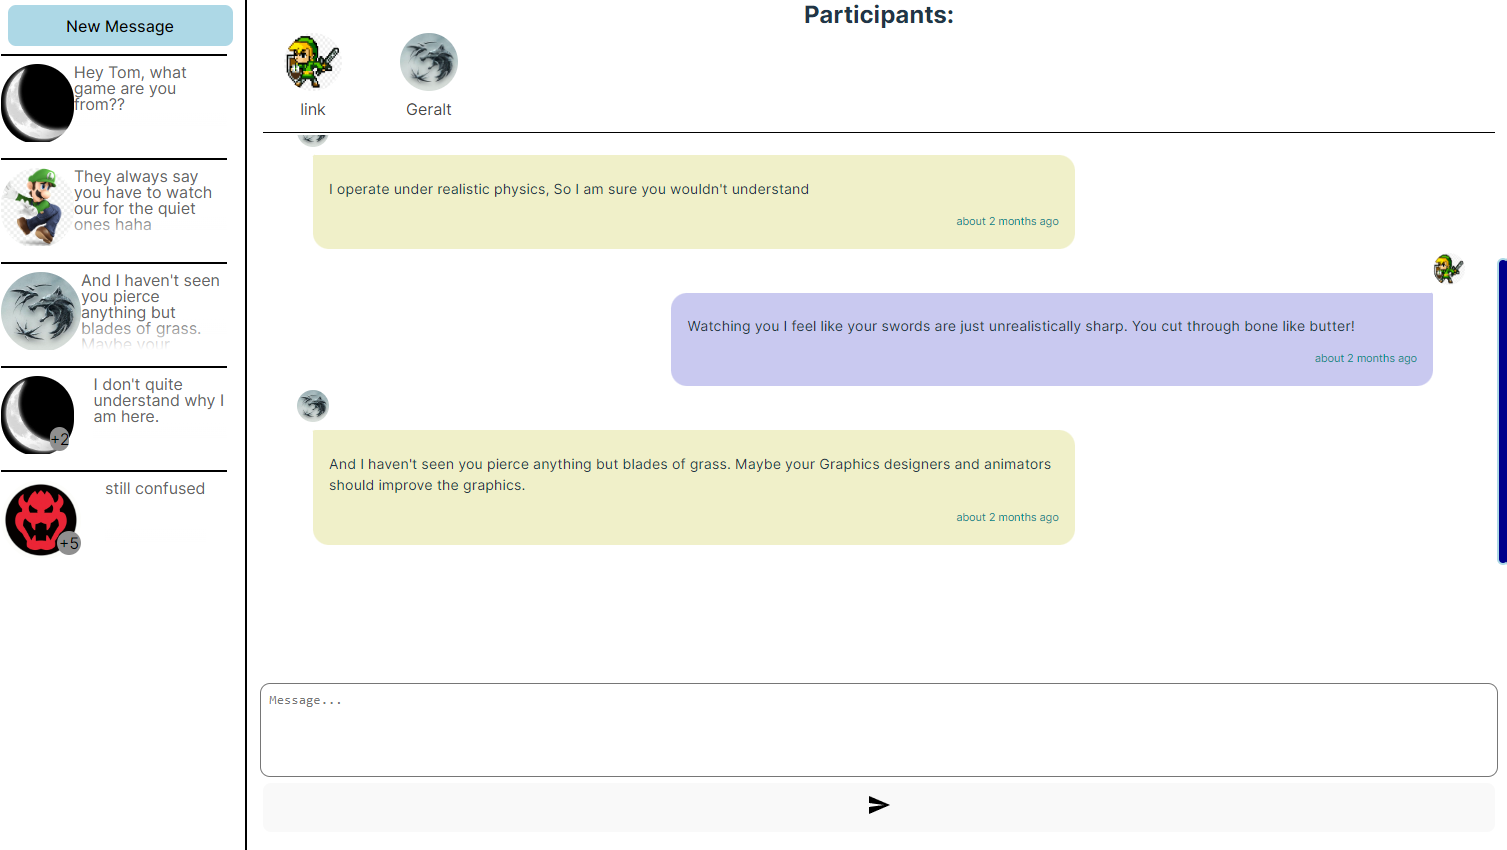 New Message
Hey Tom, what
game are you
from??
They always say
you have to watch
our for the quiet
ones haha
And I haven't seen
you pierce
anything but
blades of grass.
Maybe your
+2
I don't quite
understand why I
am here.
+5
still confused
Participants:
link
Geralt
I operate under realistic physics, So I am sure you wouldn't understand
about 2 months ago
Watching you I feel like your swords are just unrealistically sharp. You cut through bone like butter!
about 2 months ago
And I haven't seen you pierce anything but blades of grass. Maybe your Graphics designers and animators
should improve the graphics.
about 2 months ago
Message...